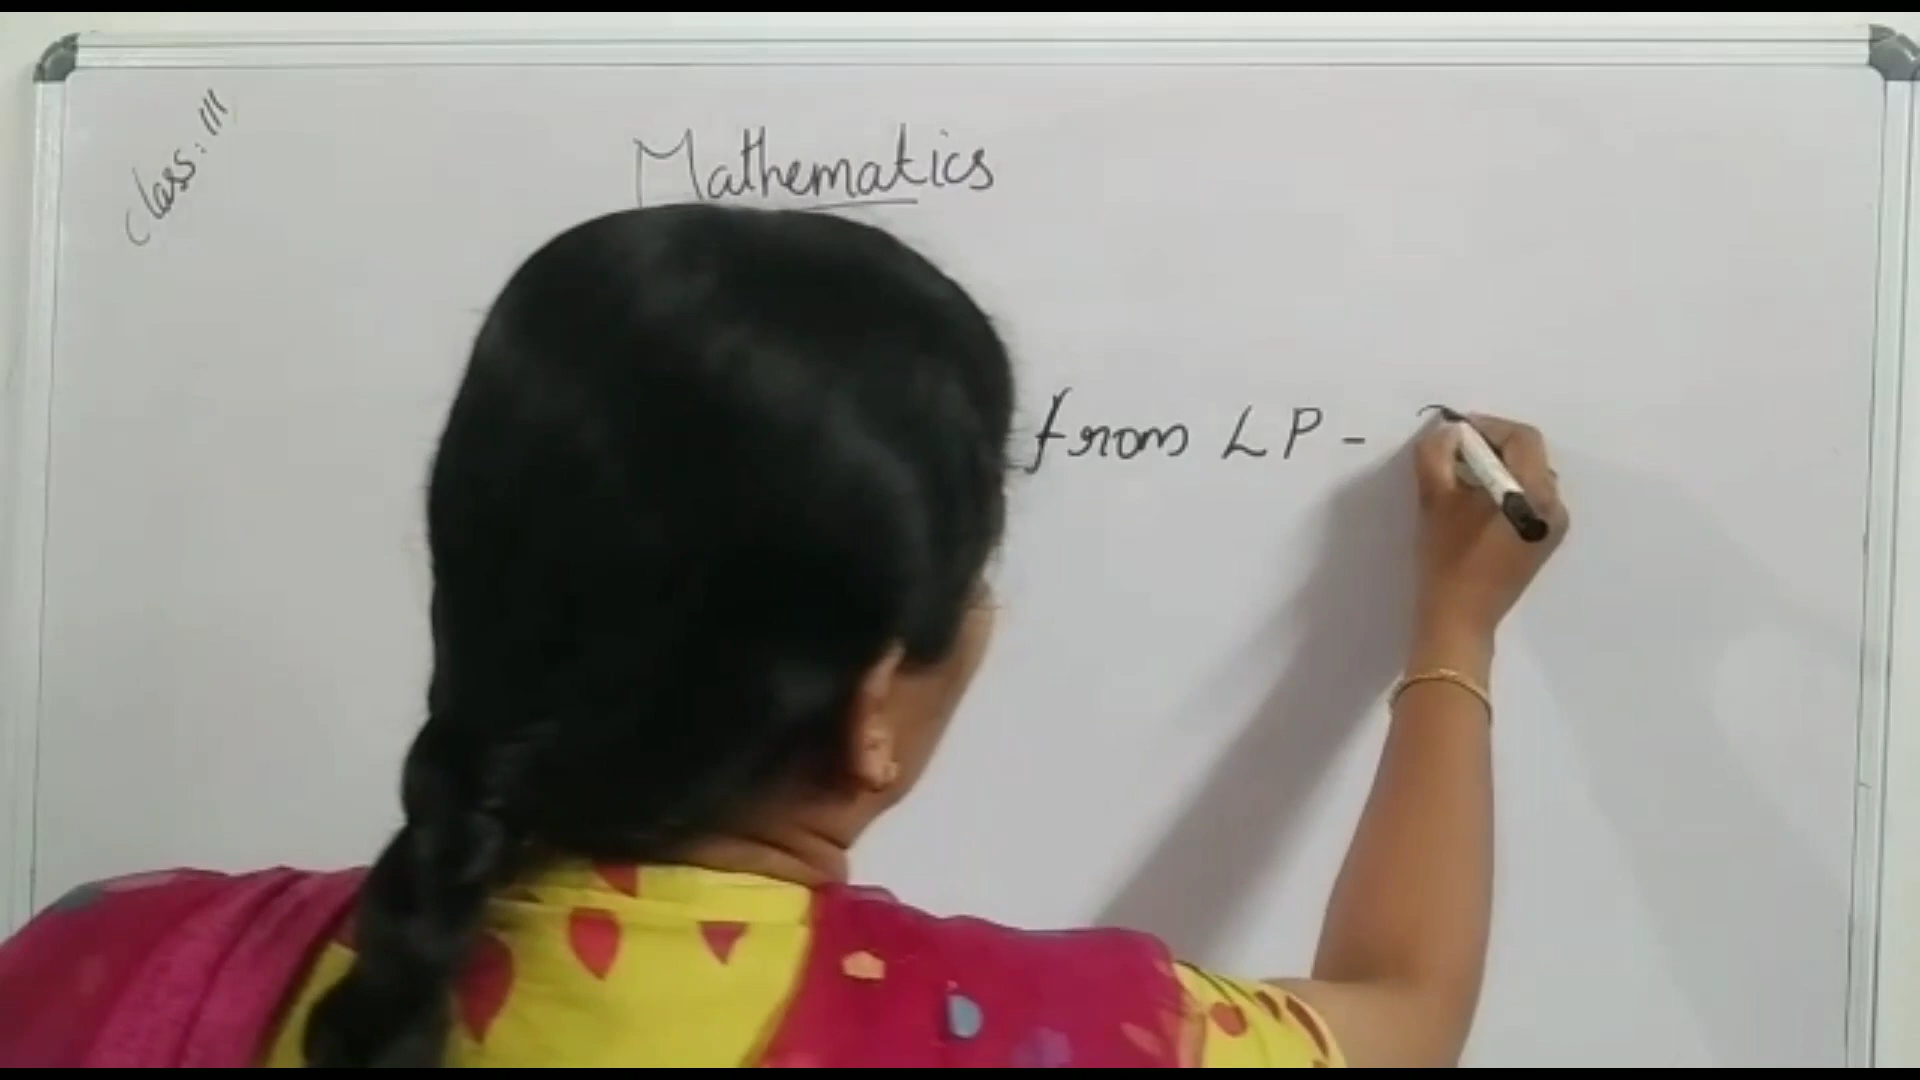 Class: III
Mathematics
from LP -